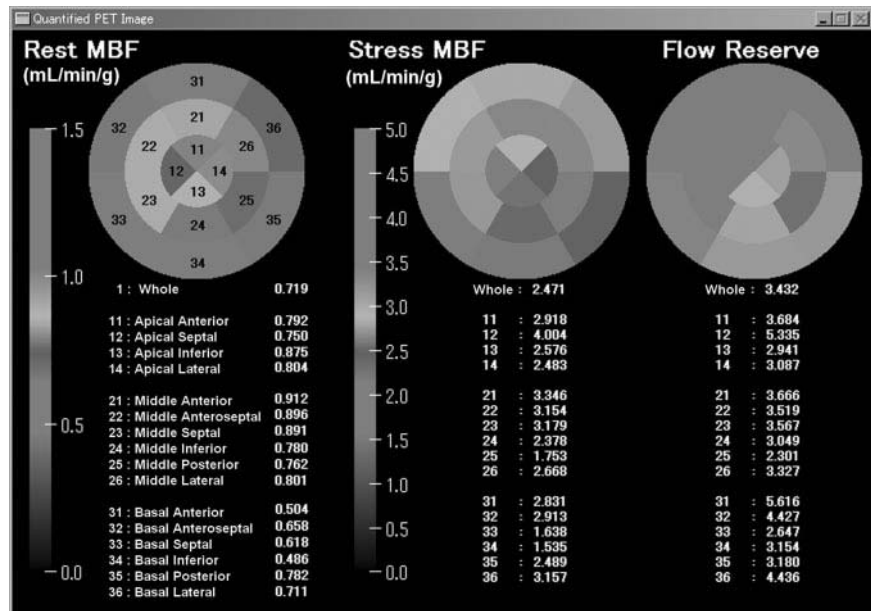 Quantified PET Image
Rest MBF
(mL/min/g)
Stress MBF
(mL/min/g)
Flow Reserve
1.5
1.0
0.5
0.0
31
32
21
36
22
11
26
12
14
13
23
25
33
24
35
34
5.0
4.5
4.0
3.5
3.0
2.5
2.0
1.5
1.0
0.5
0.0
1 : Whole 0.719
11 : Apical Anterior 0.792
12 : Apical Septal 0.750
13 : Apical Inferior 0.875
14 : Apical Lateral 0.804
21 : Middle Anterior 0.912
22 : Middle Anteroseptal 0.896
23 : Middle Septal 0.891
24 : Middle Inferior 0.780
25 : Middle Posterior 0.762
26 : Middle Lateral 0.801
31 : Basal Anterior 0.504
32 : Basal Anteroseptal 0.658
33 : Basal Septal 0.618
34 : Basal Inferior 0.486
35 : Basal Posterior 0.782
36 : Basal Lateral 0.711
Whole : 2.471
11 : 2.918
12 : 4.004
13 : 2.576
14 : 2.483
21 : 3.346
22 : 3.154
23 : 3.179
24 : 2.378
25 : 1.753
26 : 2.668
31 : 2.831
32 : 2.913
33 : 1.638
34 : 1.535
35 : 2.489
36 : 3.157
Whole : 3.432
11 : 3.684
12 : 5.335
13 : 2.941
14 : 3.087
21 : 3.666
22 : 3.519
23 : 3.567
24 : 3.049
25 : 2.301
26 : 3.327
31 : 5.616
32 : 4.427
33 : 2.647
34 : 3.154
35 : 3.180
36 : 4.436